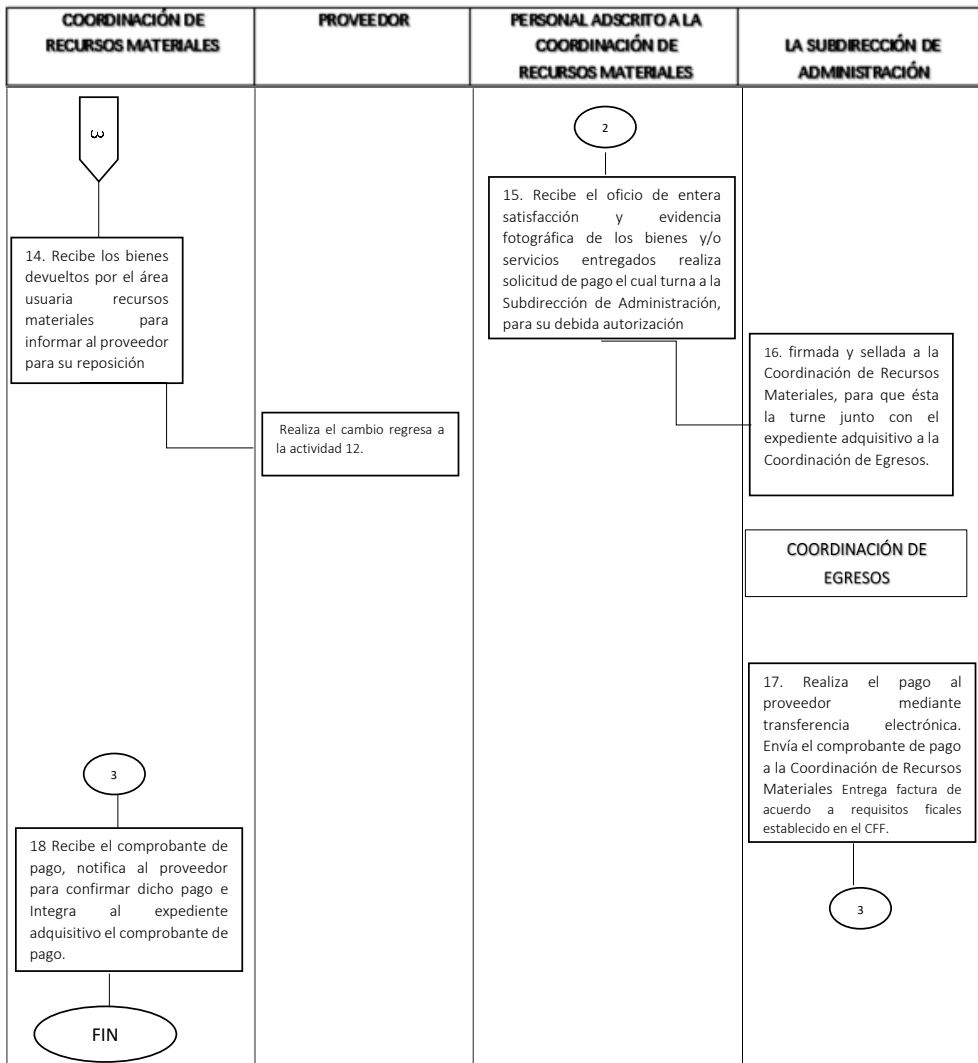 COORDINACIÓN DE
RECURSOS MATERIALES
PROVEEDOR
PERSONAL ADSCRITO A LA
COORDINACIÓN DE
RECURSOS MATERIALES
LA SUBDIRECCIÓN DE
ADMINISTRACIÓN
3
14. Recibe los bienes
devueltos por el área
usuaria recursos
materiales para
informar al proveedor
para su reposición
Realiza el cambio regresa a
la actividad 12.
2
15. Recibe el oficio de entera
satisfacción y evidencia
fotográfica de los bienes y/o
servicios entregados realiza
solicitud de pago el cual turna a la
Subdirección de Administración,
para su debida autorización
16. firmada y sellada a la
Coordinación de Recursos
Materiales, para que ésta
la turne junto con el
expediente adquisitivo a la
Coordinación de Egresos.
COORDINACIÓN DE
EGRESOS
17. Realiza el pago al
proveedor mediante
transferencia electrónica.
Envía el comprobante de pago
a la Coordinación de Recursos
Materiales Entrega factura de
acuerdo a requisitos ficales
establecido en el CFF.
3
3
18 Recibe el comprobante de
pago, notifica al proveedor
para confirmar dicho pago e
Integra al expediente
adquisitivo el comprobante de
pago.
FIN